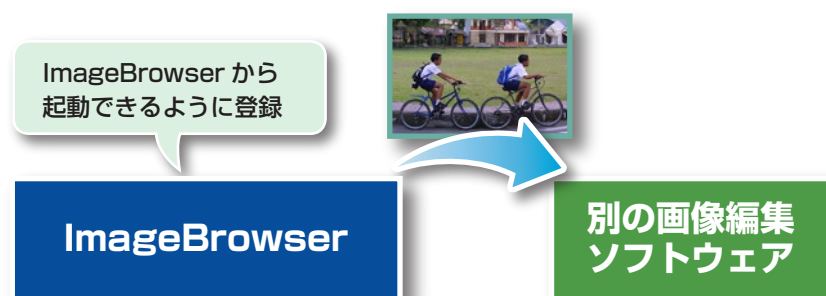 ImageBrowser から
起動できるように登録
ImageBrowser
別の画像編集
ソフトウェア